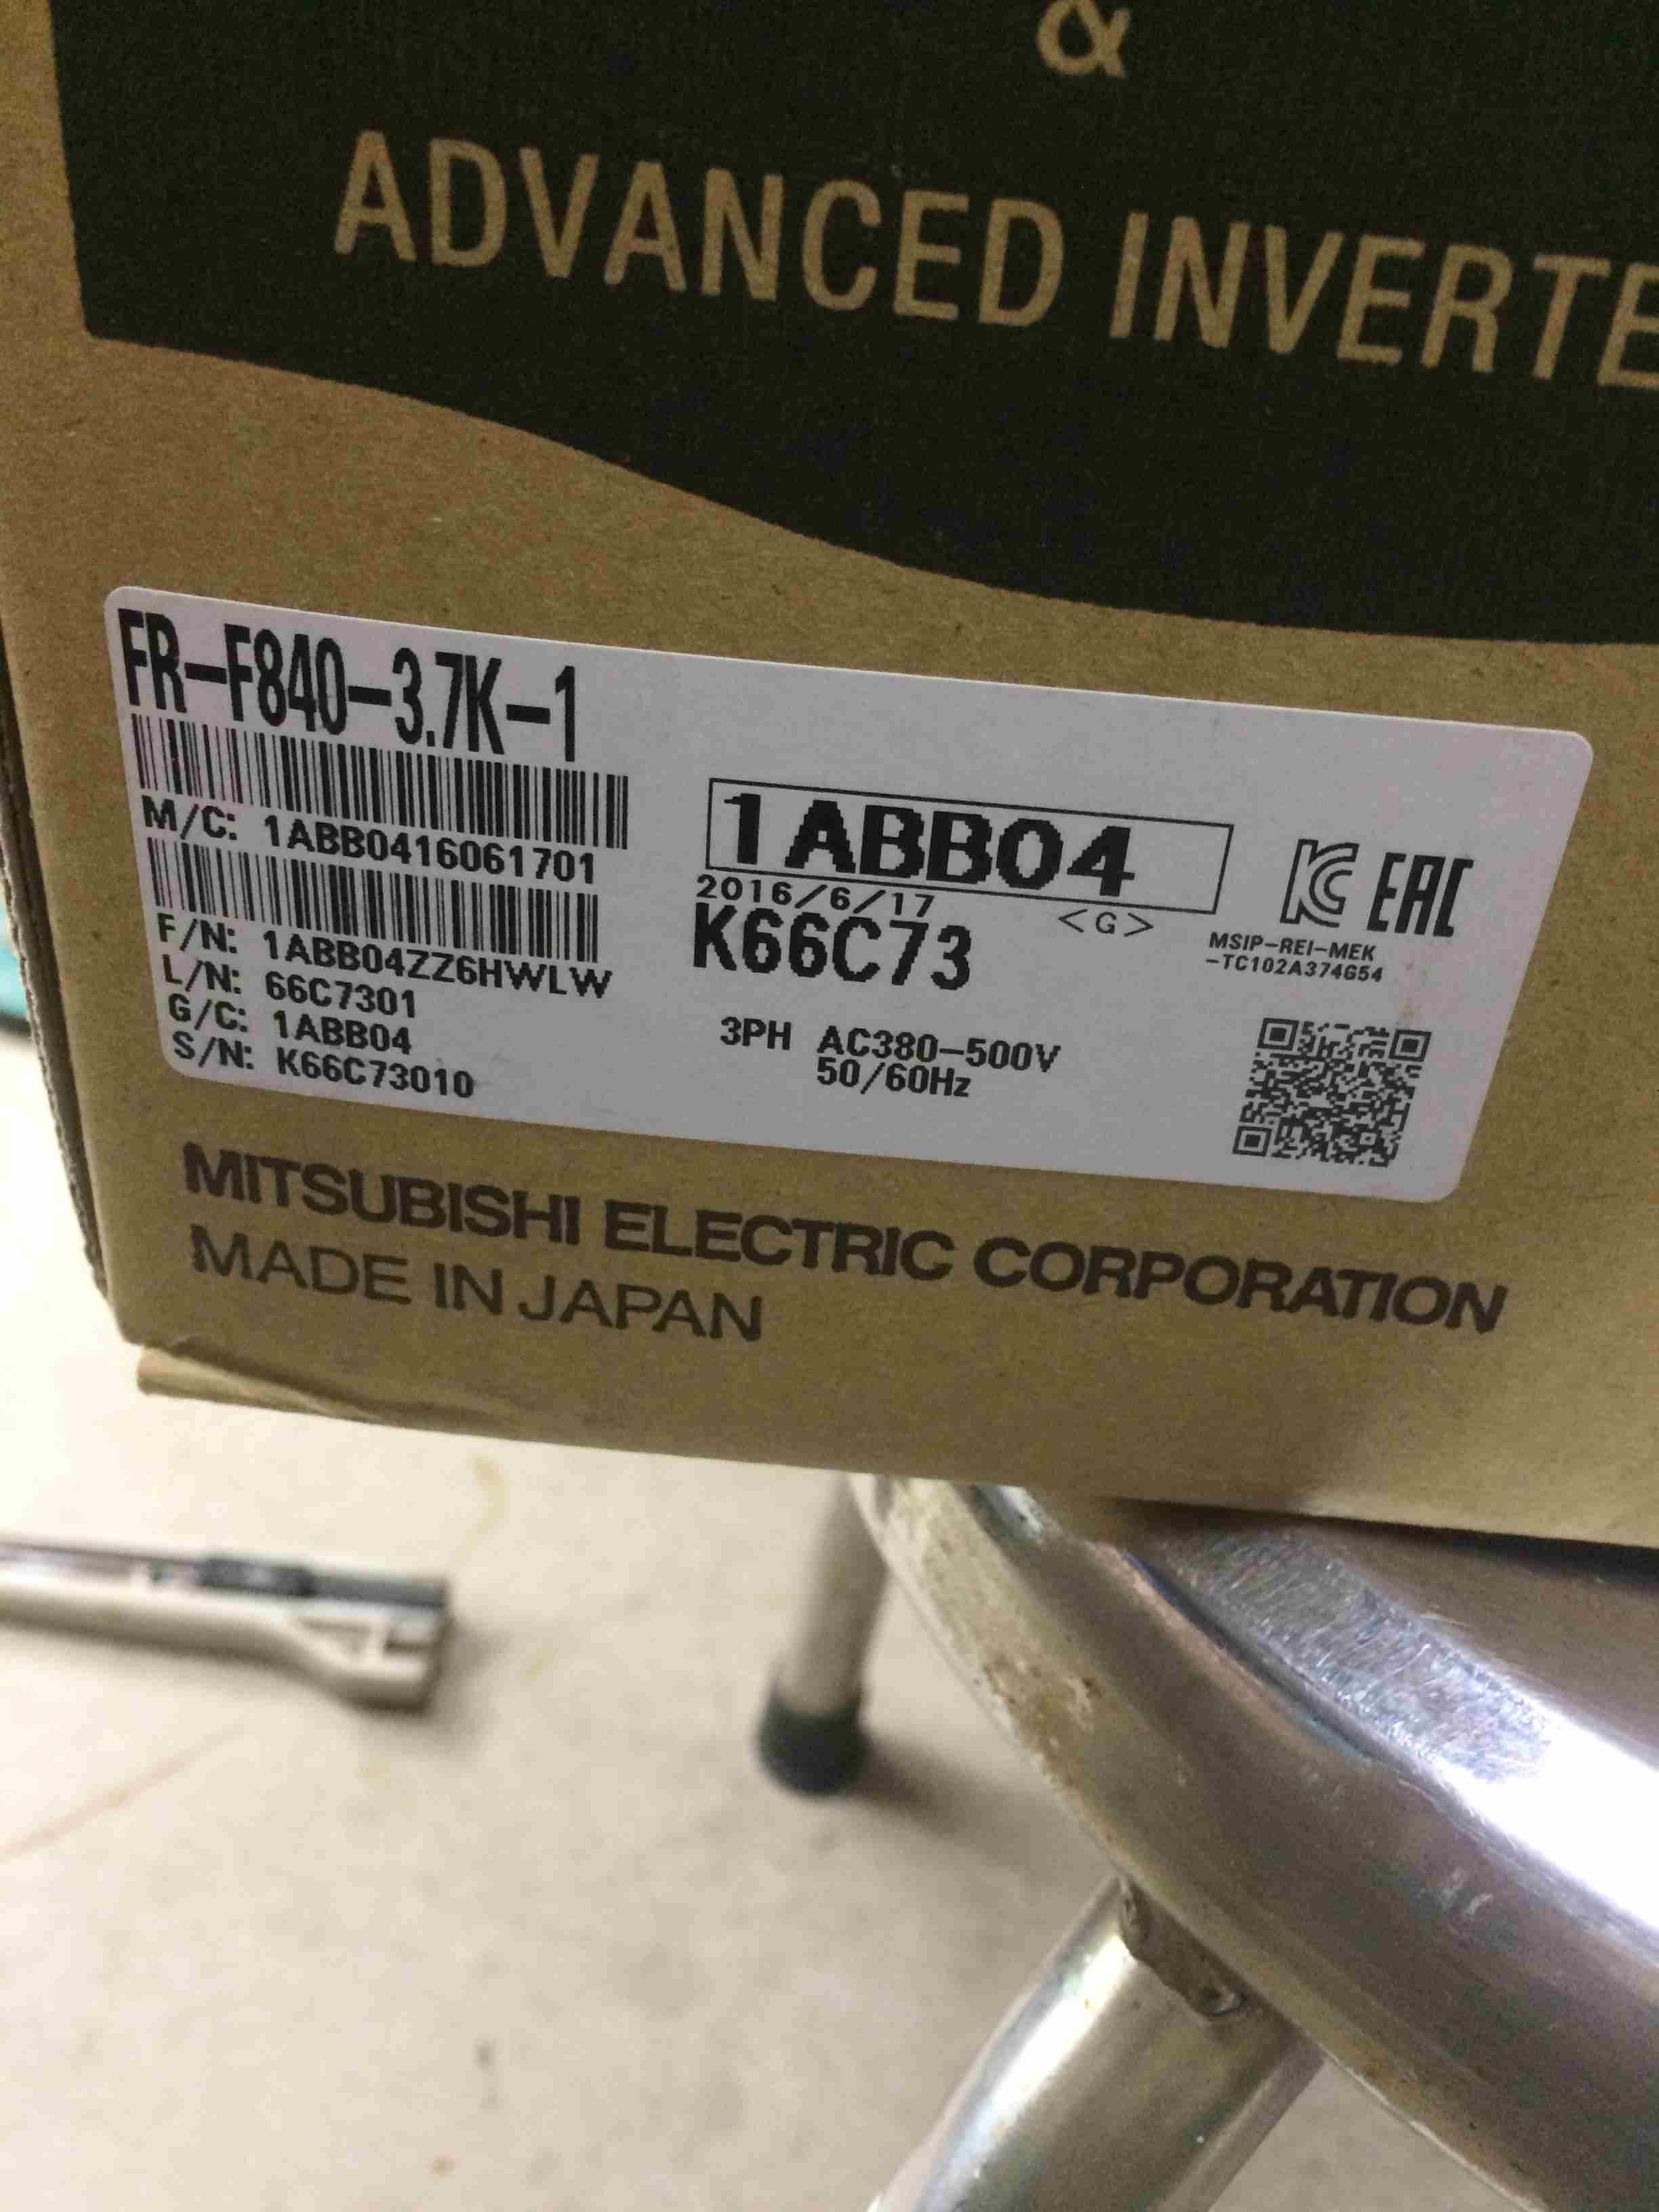 &
ADVANCED INVERTE
FR-F840-3.7K-1
M/C: 1ABB0416061701
F/N: 1ABB04ZZ6HWLW
L/N: 66C7301
G/C: 1ABB04
S/N: K66C73010
1ABB04
2016/6/17
<G>
K66C73
3PH AC380-500V
50/60Hz
EAC
MSIP-REI-MEK
-TC102A374G54
MITSUBISHI ELECTRIC CORPORATION
MADE IN JAPAN